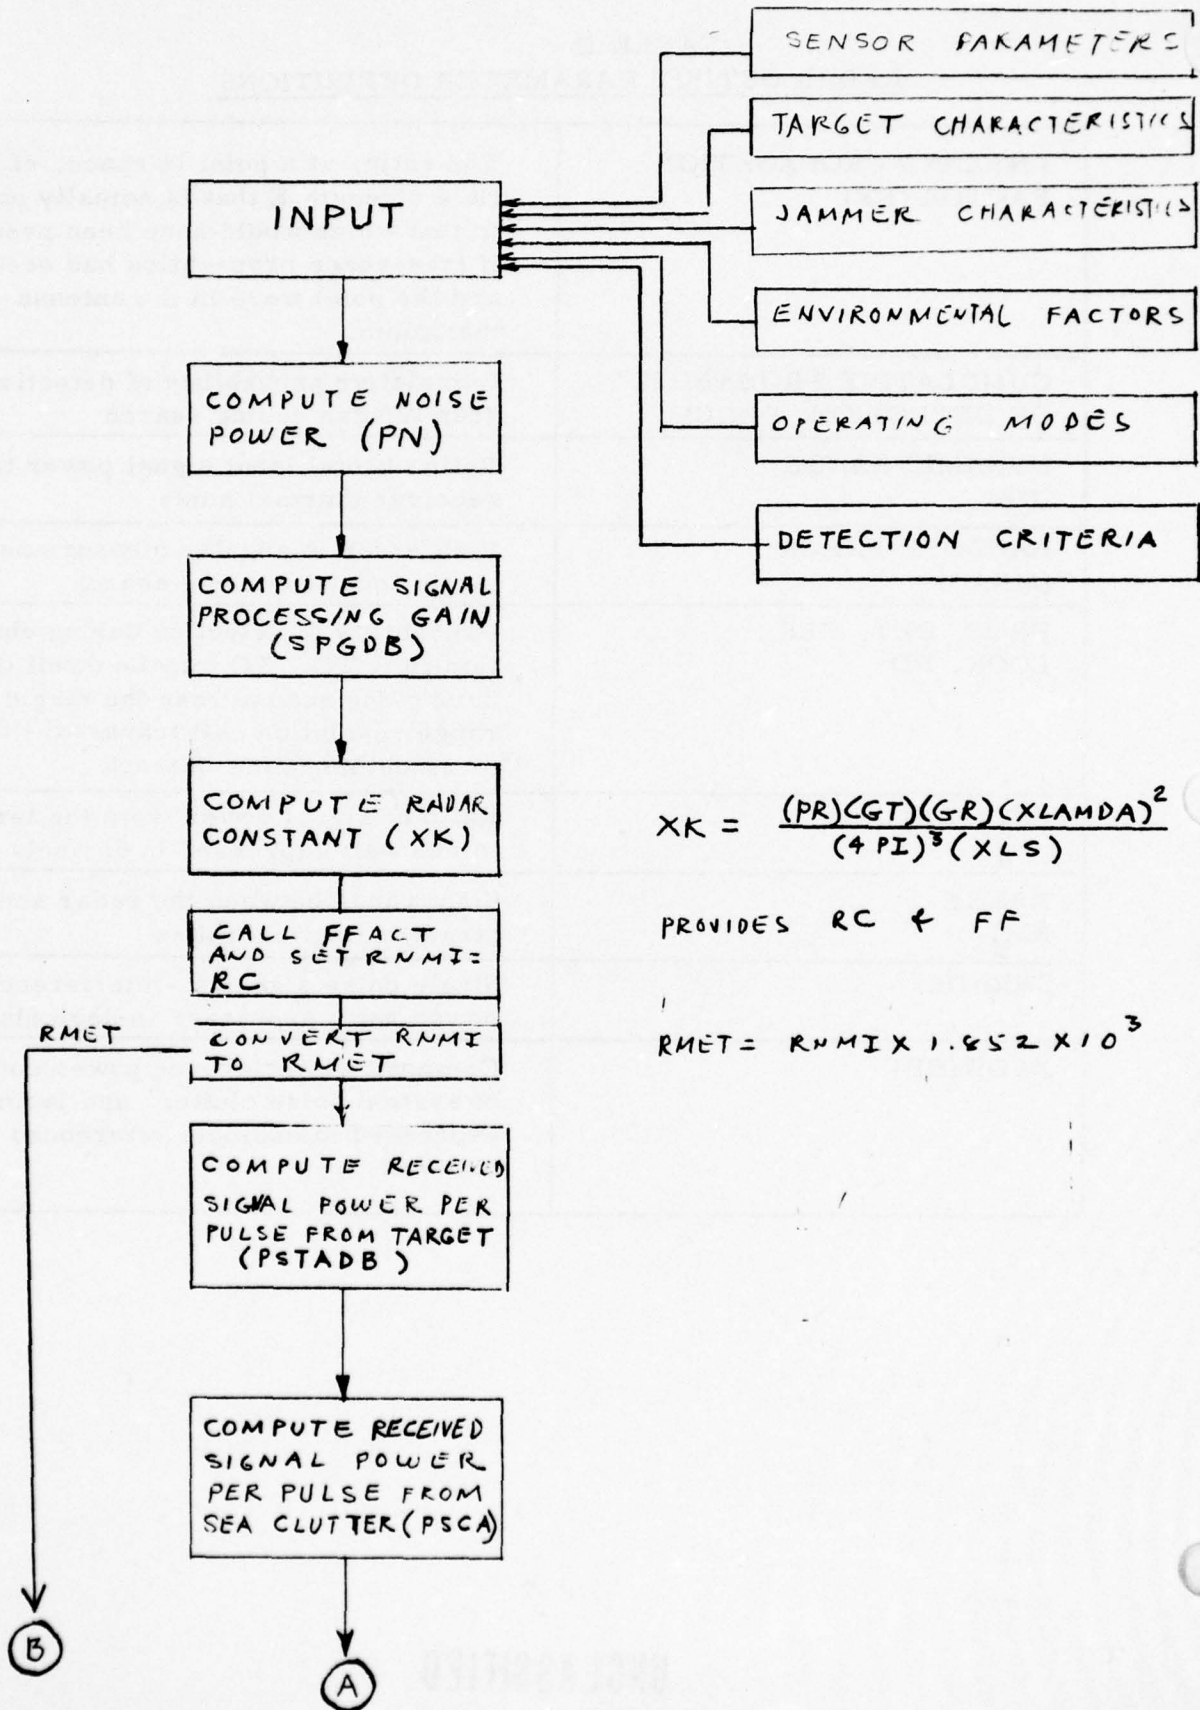 SENSOR PARAMETERS
TARGET CHARACTERISTICS
JAMMER CHARACTERISTICS
ENVIRONMENTAL FACTORS
OPERATING MODES
DETECTION CRITERIA
INPUT
COMPUTE NOISE
POWER (PN)
COMPUTE SIGNAL
PROCESSING GAIN
(SPGDB)
COMPUTE RADAR
CONSTANT (XK)
XK = (PR)(GT)(GR)(XLAMDA)²
(4 PI)³(XLS)
CALL FFACT
AND SET RNMI=
RC
PROVIDES RC & FF
RMET
CONVERT RNMI
TO RMET
RMET = RNMI X 1.852 X 10³
COMPUTE RECEIVED
SIGNAL POWER PER
PULSE FROM TARGET
(PSTADB)
COMPUTE RECEIVED
SIGNAL POWER
PER PULSE FROM
SEA CLUTTER (PSCA)
B
A